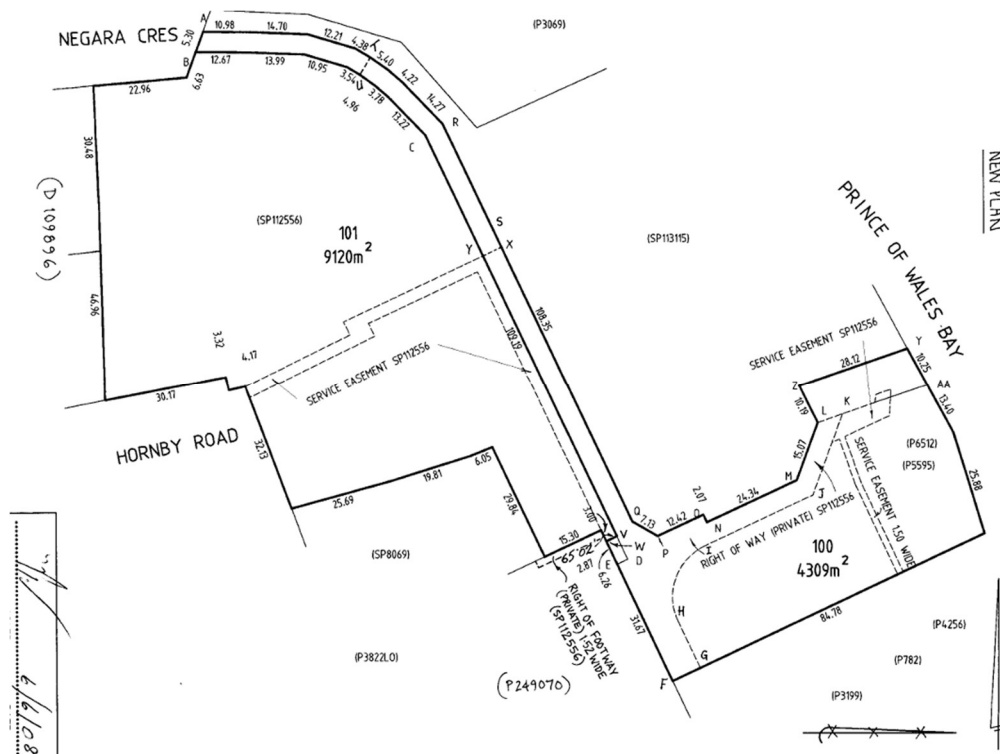 A
10.98
14.70
12.21
4.38
5.40
4.22
14.27
R
(P3069)
NEGARA CRES
5.30
B
12.67
13.99
10.95
3.54
3.78
4.96
13.22
C
22.96
6.63
30.48
(D109896)
46.96
(SP112556)
101
9120m²
S
X
Y
(SP113115)
NEW PLAN
PRINCE OF WALES BAY
108.35
109.19
3.32
4.17
SERVICE EASEMENT SP112556
30.17
HORNBY ROAD
32.13
25.69
19.81
6.05
29.84
(SP8069)
SERVICE EASEMENT SP112556
28.12
Y
10.25
AA
13.40
Z
10.19
L
K
15.07
(P6512)
(P5595)
25.88
M
J
24.34
2.07
O
N
12.42
Q
7.13
P
I
RIGHT OF WAY (PRIVATE) SP112556
SERVICE EASEMENT 1.50 WIDE
100
4309m²
3.00
V
W
D
E
15.30
65.02
2.87
6.26
RIGHT OF FOOTWAY
(PRIVATE) 1.52 WIDE
(SP112556)
31.67
H
G
F
84.78
(P382210)
(P249070)
(P4256)
(P782)
(P3199)
6/6/08